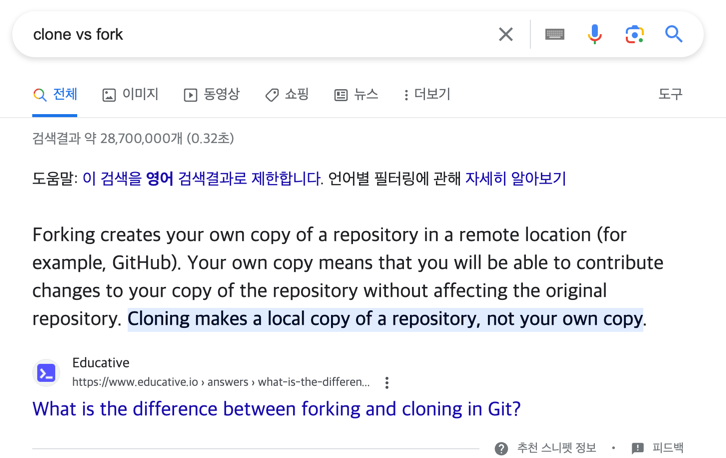 clone vs fork
전체 이미지 동영상 쇼핑 뉴스 더보기 도구
검색결과 약 28,700,000개 (0.32초)
도움말: 이 검색을 영어 검색결과로 제한합니다. 언어별 필터링에 관해 자세히 알아보기
Forking creates your own copy of a repository in a remote location (for
example, GitHub). Your own copy means that you will be able to contribute
changes to your copy of the repository without affecting the original
repository. Cloning makes a local copy of a repository, not your own copy.
Educative
https://www.educative.io › answers › what-is-the-differen...
What is the difference between forking and cloning in Git?
추천 스니펫 정보 • 피드백